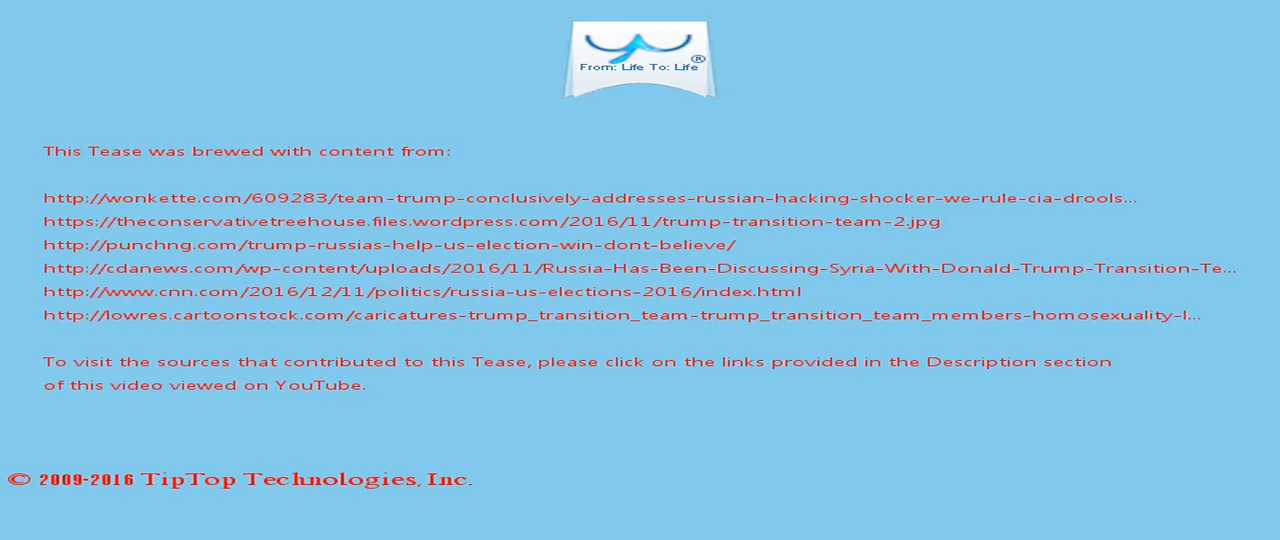 From: Life To: Life ®
This Tease was brewed with content from:
http://wonkette.com/609283/team-trump-conclusively-addresses-russian-hacking-shocker-we-rule-cia-drools...
https://theconservativetreehouse.files.wordpress.com/2016/11/trump-transition-team-2.jpg
http://punchng.com/trump-russias-help-us-election-win-dont-believe/
http://cdanews.com/wp-content/uploads/2016/11/Russia-Has-Been-Discussing-Syria-With-Donald-Trump-Transition-Te...
http://www.cnn.com/2016/12/11/politics/russia-us-elections-2016/index.html
http://lowres.cartoonstock.com/caricatures-trump_transition_team-trump_transition_team_members-homosexuality-l...
To visit the sources that contributed to this Tease, please click on the links provided in the Description section
of this video viewed on YouTube.
© 2009-2016 TipTop Technologies, Inc.